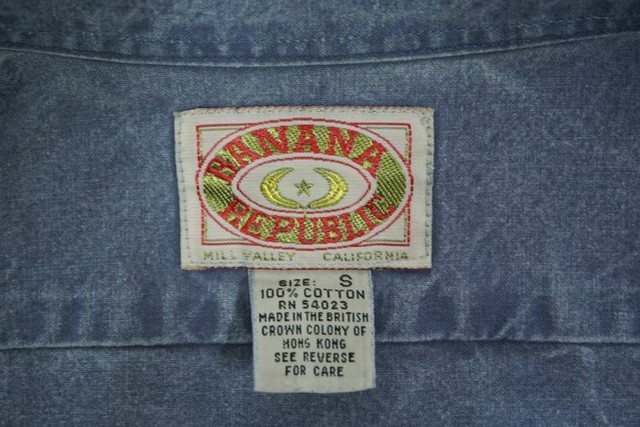 BANANA
REPUBLIC
MILL VALLEY CALIFORNIA
SIZE: S
100% COTTON
RN 54023
MADE IN THE BRITISH
CROWN COLONY OF
HONG KONG
SEE REVERSE
FOR CARE